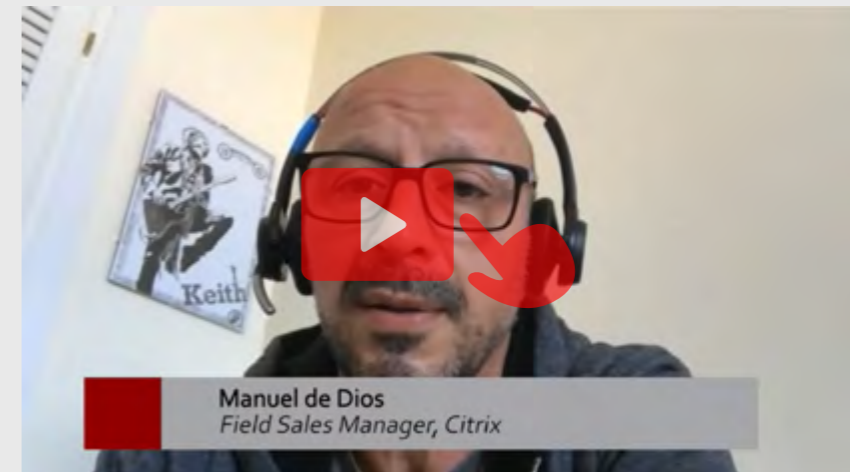 Keith
Manuel de Dios
Field Sales Manager, Citrix